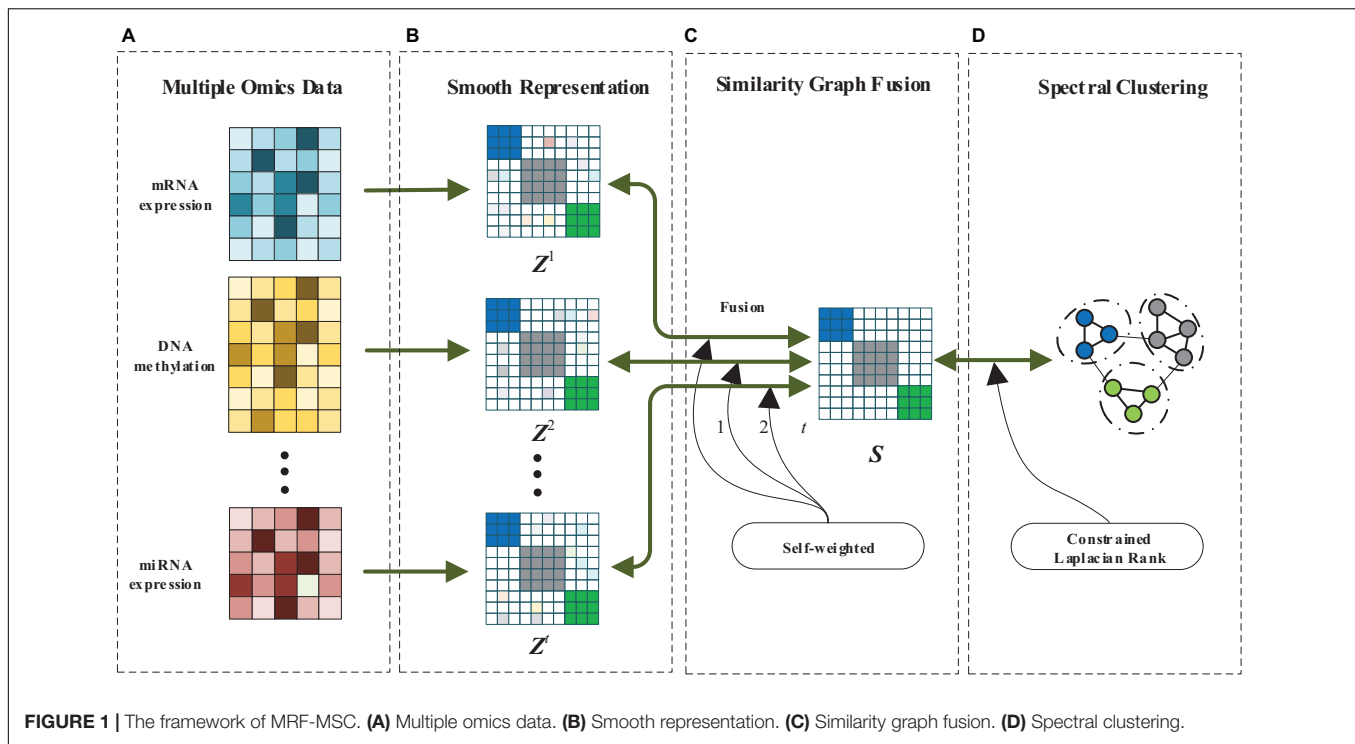 A
B
C
D
Multiple Omics Data
Smooth Representation
Similarity Graph Fusion
Spectral Clustering
mRNA
expression
Z1
DNA
methylation
Z2
miRNA
expression
Zt
Fusion
1
2
t
S
Self-weighted
Constrained
Laplacian Rank
FIGURE 1 | The framework of MRF-MSC. (A) Multiple omics data. (B) Smooth representation. (C) Similarity graph fusion. (D) Spectral clustering.